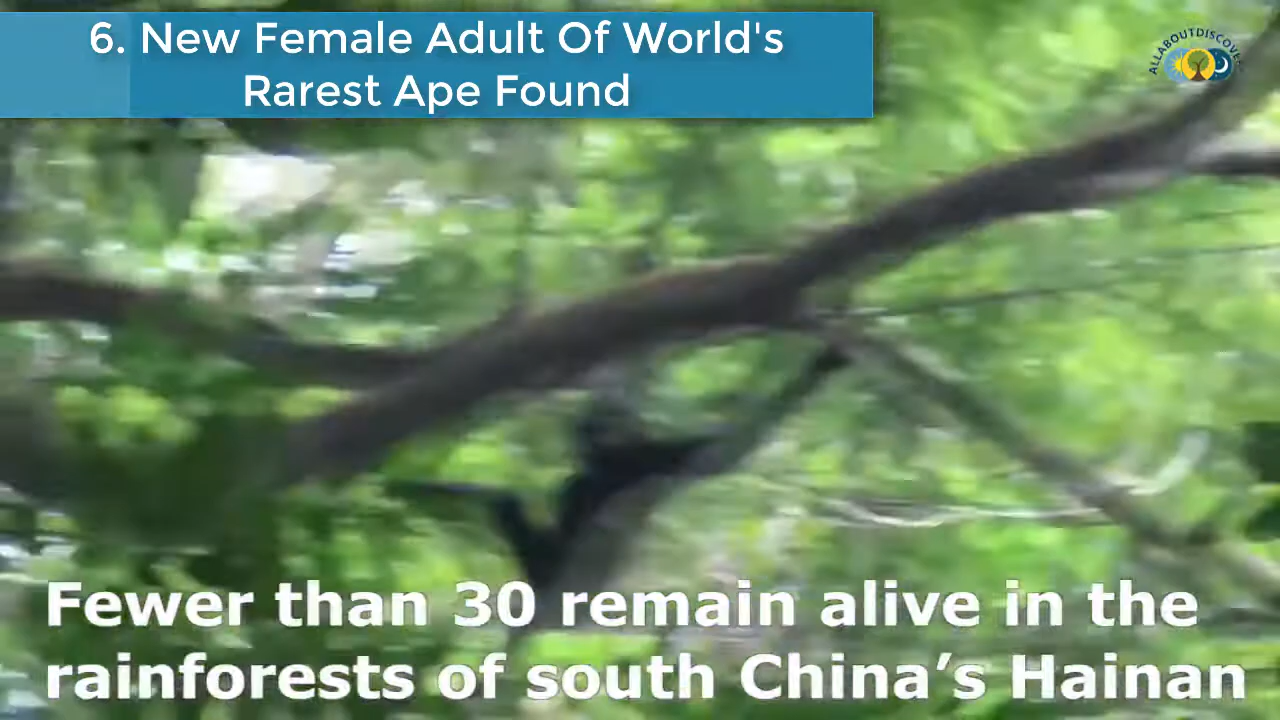 6. New Female Adult Of World's
Rarest Ape Found
Fewer than 30 remain alive in the
rainforests of south China’s Hainan